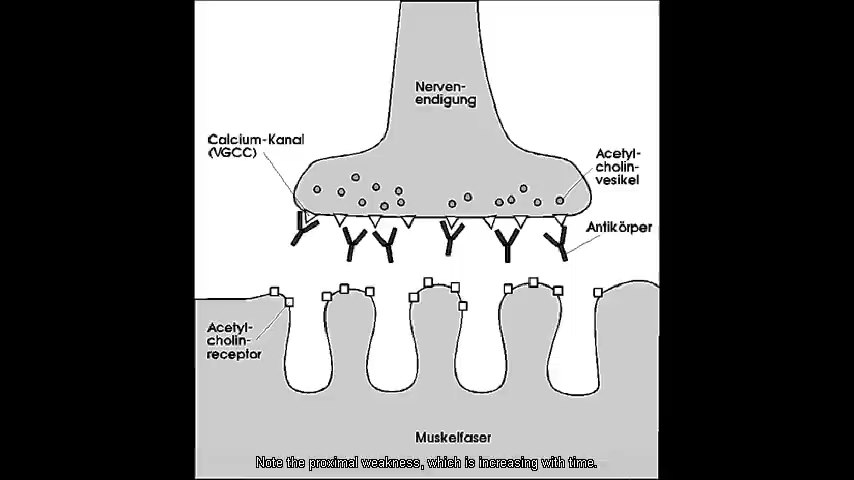 Nerven-
endigung
Calcium-Kanal
(VGCC)
Acetyl-
cholin-
vesikel
Antikörper
Acetyl-
cholin-
receptor
Muskelfaser
Note the proximal weakness, which is increasing with time.